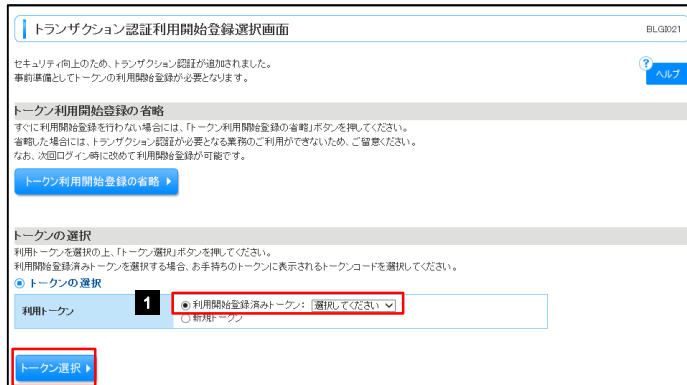 トランザクション認証利用開始登録選択画面
BLGI021
セキュリティ向上のため、トランザクション認証が追加されました。
事前準備としてトークンの利用開始登録が必要となります。
?
ヘルプ
トークン利用開始登録の省略
すぐに利用開始登録を行わない場合には、「トークン利用開始登録の省略」ボタンを押してください。
省略した場合には、トランザクション認証が必要となる業務のご利用ができないため、ご留意ください。
なお、次回ログイン時に改めて利用開始登録が可能です。
トークン利用開始登録の省略
トークンの選択
利用トークンを選択の上、「トークン選択」ボタンを押してください。
利用開始登録済みトークンを選択する場合、お手持ちのトークンに表示されるトークンコードを選択してください。
トークンの選択
利用トークン
1
利用開始登録済みトークン： 選択してください
新規トークン
トークン選択